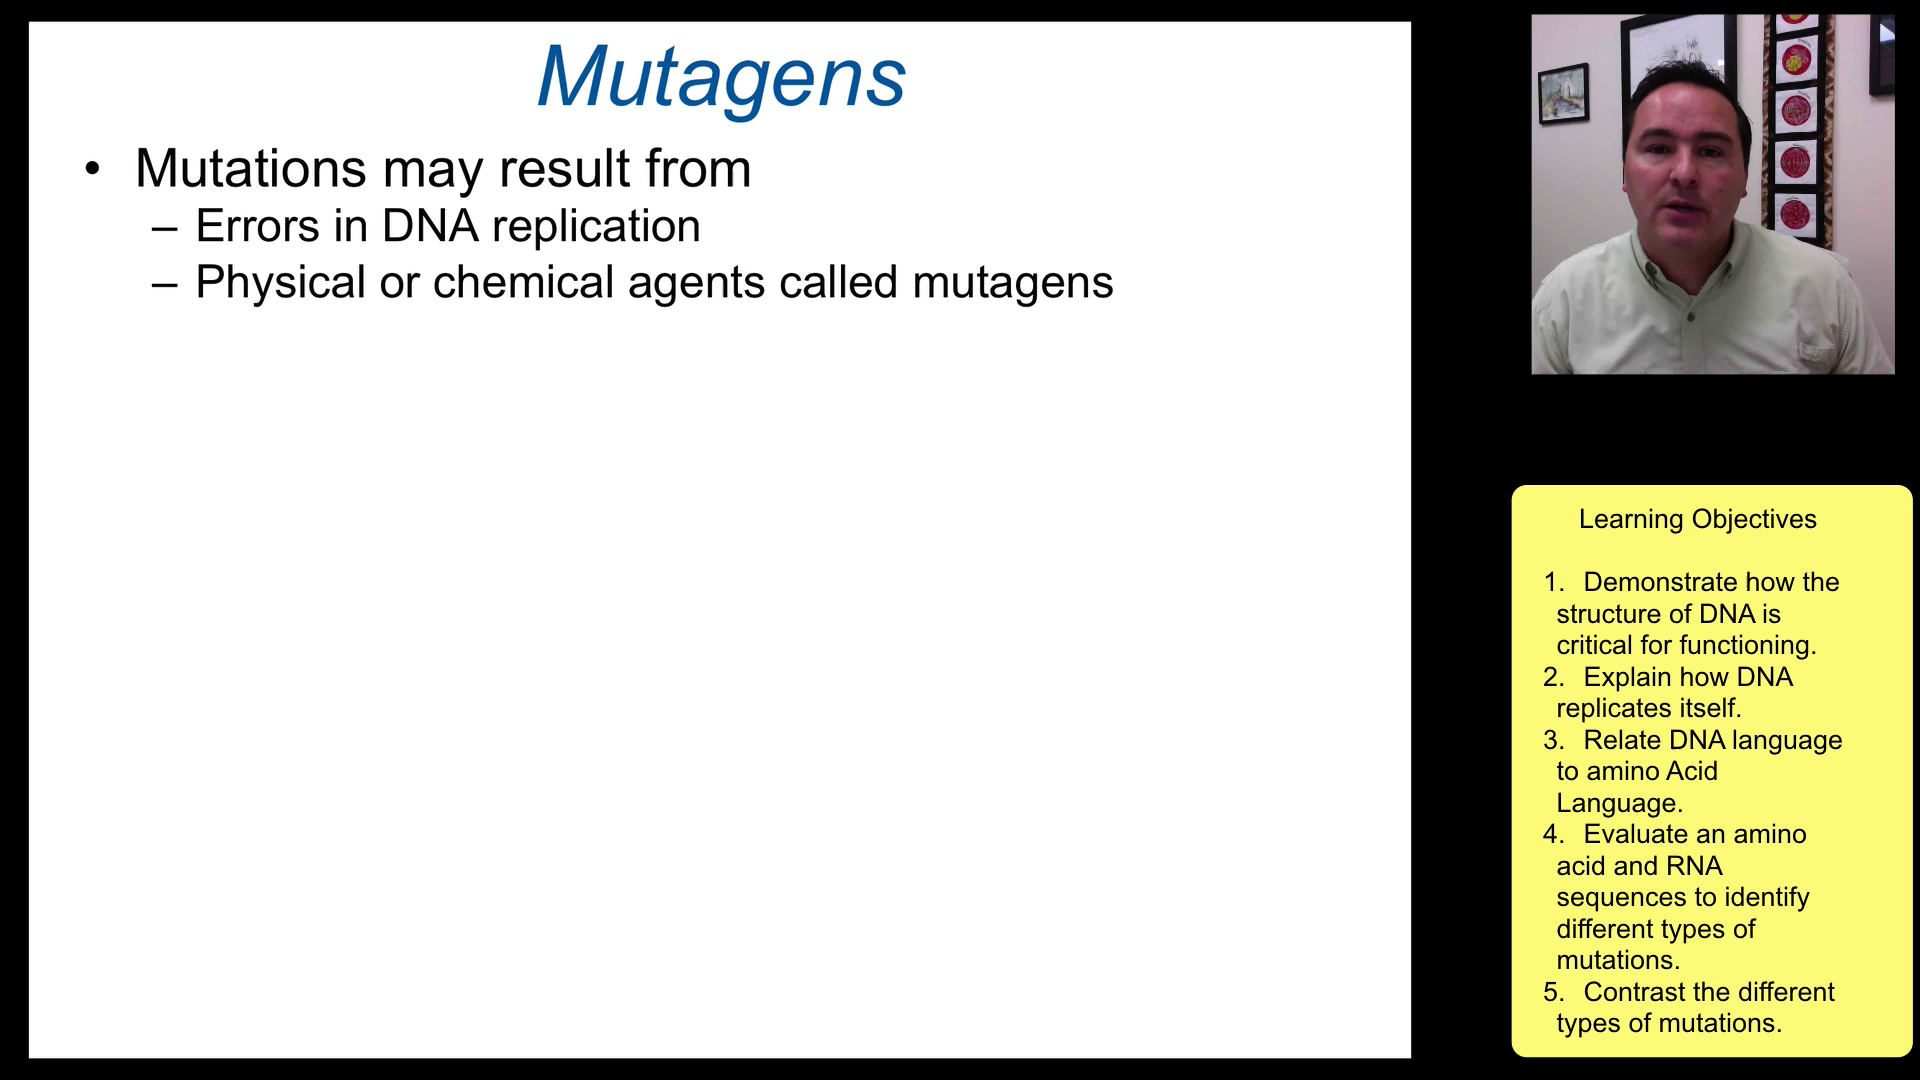 Mutagens
• Mutations may result from
– Errors in DNA replication
– Physical or chemical agents called mutagens
Learning Objectives
1. Demonstrate how the
structure of DNA is
critical for functioning.
2. Explain how DNA
replicates itself.
3. Relate DNA language
to amino Acid
Language.
4. Evaluate an amino
acid and RNA
sequences to identify
different types of
mutations.
5. Contrast the different
types of mutations.